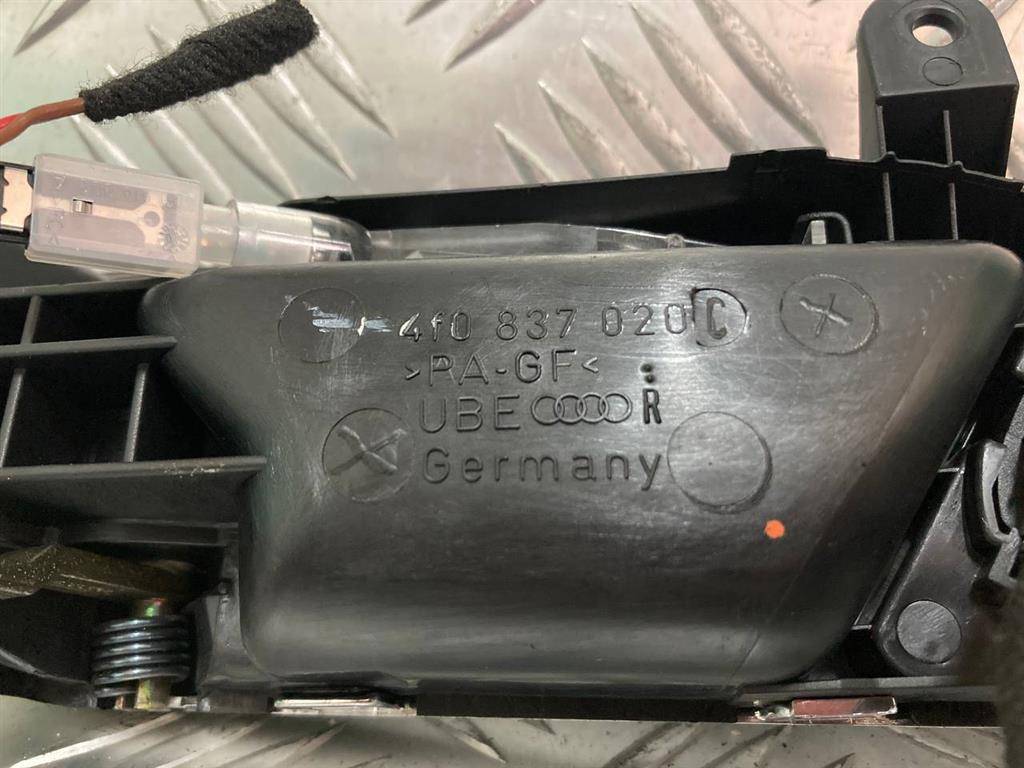 4f0 837 020 C
>PA-GF<
UBE R
Germany